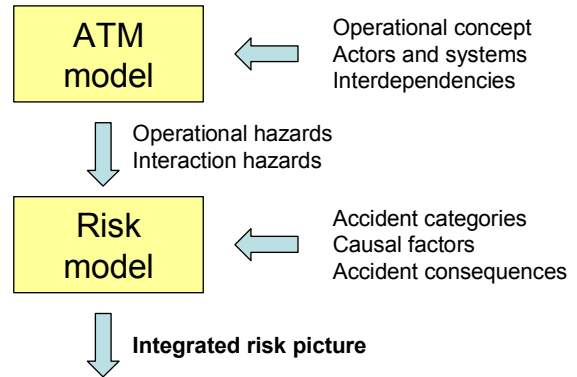 ATM
model
Operational concept
Actors and systems
Interdependencies
Operational hazards
Interaction hazards
Risk
model
Accident categories
Causal factors
Accident consequences
Integrated risk picture